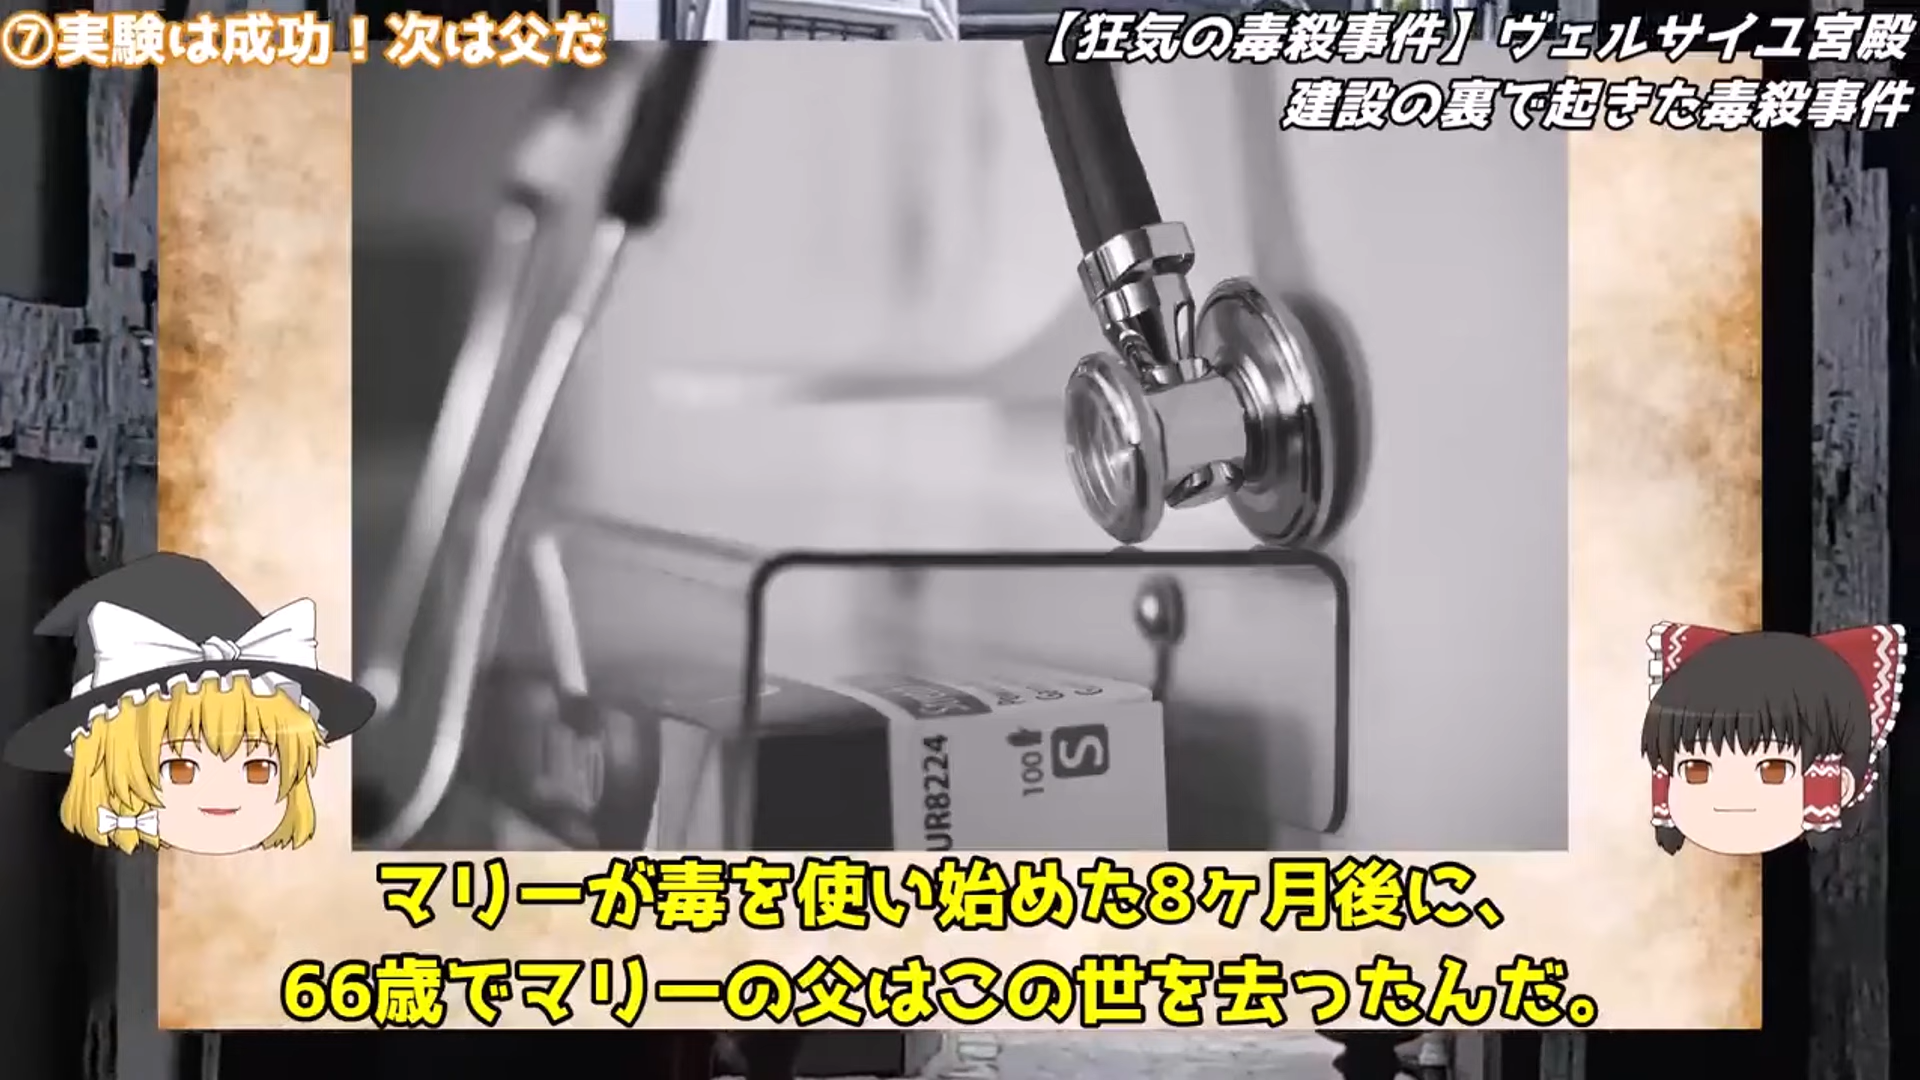 ⑦実験は成功！次は父だ
【狂気の毒殺事件】ヴェルサイユ宮殿
建設の裏で起きた毒殺事件
UR8224
100
S
マリーが毒を使い始めた8ヶ月後に、
66歳でマリーの父はこの世を去ったんだ。